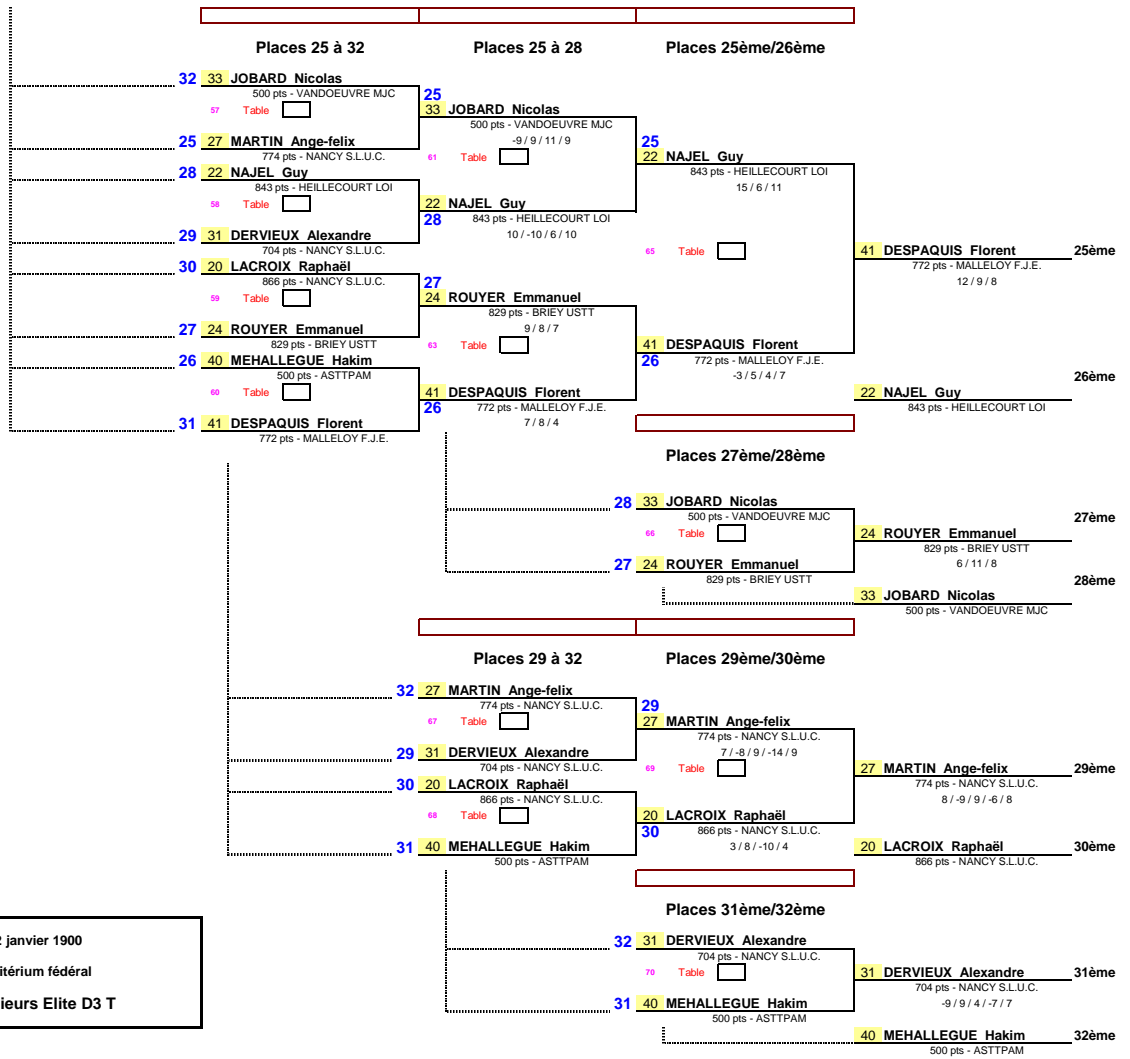 Places 25 à 32
Places 25 à 28
Places 25ème/26ème
32 33 JOBARD Nicolas
500 pts - VANDOEUVRE MJC
57 Table
25 27 MARTIN Ange-felix
774 pts - NANCY S.L.U.C.
28 22 NAJEL Guy
843 pts - HEILLECOURT LOI
58 Table
29 31 DERVIEUX Alexandre
704 pts - NANCY S.L.U.C.
30 20 LACROIX Raphaël
866 pts - NANCY S.L.U.C.
59 Table
27 24 ROUYER Emmanuel
829 pts - BRIEY USTT
26 40 MEHALLEGUE Hakim
500 pts - ASTTPAM
60 Table
31 41 DESPAQUIS Florent
772 pts - MALLELOY F.J.E.
25
33 JOBARD Nicolas
500 pts - VANDOEUVRE MJC
-9 / 9 / 11 / 9
61 Table
22 NAJEL Guy
28
843 pts - HEILLECOURT LOI
10 / -10 / 6 / 10
27
24 ROUYER Emmanuel
829 pts - BRIEY USTT
9 / 8 / 7
63 Table
41 DESPAQUIS Florent
26
772 pts - MALLELOY F.J.E.
7 / 8 / 4
25
22 NAJEL Guy
843 pts - HEILLECOURT LOI
15 / 6 / 11
65 Table
41 DESPAQUIS Florent
26
772 pts - MALLELOY F.J.E.
-3 / 5 / 4 / 7
41 DESPAQUIS Florent 25ème
772 pts - MALLELOY F.J.E.
12 / 9 / 8
26ème
22 NAJEL Guy
843 pts - HEILLECOURT LOI
Places 27ème/28ème
28 33 JOBARD Nicolas
500 pts - VANDOEUVRE MJC
66 Table
27 24 ROUYER Emmanuel
829 pts - BRIEY USTT
27ème
24 ROUYER Emmanuel
829 pts - BRIEY USTT
6 / 11 / 8
28ème
33 JOBARD Nicolas
500 pts - VANDOEUVRE MJC
Places 29 à 32
Places 29ème/30ème
32 27 MARTIN Ange-felix
774 pts - NANCY S.L.U.C.
67 Table
29 31 DERVIEUX Alexandre
704 pts - NANCY S.L.U.C.
30 20 LACROIX Raphaël
866 pts - NANCY S.L.U.C.
68 Table
31 40 MEHALLEGUE Hakim
500 pts - ASTTPAM
29
27 MARTIN Ange-felix
774 pts - NANCY S.L.U.C.
7 / -8 / 9 / -14 / 9
69 Table
20 LACROIX Raphaël
30
866 pts - NANCY S.L.U.C.
3 / 8 / -10 / 4
27 MARTIN Ange-felix 29ème
774 pts - NANCY S.L.U.C.
8 / -9 / 9 / -6 / 8
20 LACROIX Raphaël 30ème
866 pts - NANCY S.L.U.C.
Places 31ème/32ème
32 31 DERVIEUX Alexandre
704 pts - NANCY S.L.U.C.
70 Table
31 40 MEHALLEGUE Hakim
500 pts - ASTTPAM
31 DERVIEUX Alexandre 31ème
704 pts - NANCY S.L.U.C.
-9 / 9 / 4 / -7 / 7
40 MEHALLEGUE Hakim 32ème
500 pts - ASTTPAM
janvier 1900
itérium fédéral
ieurs Elite D3 T